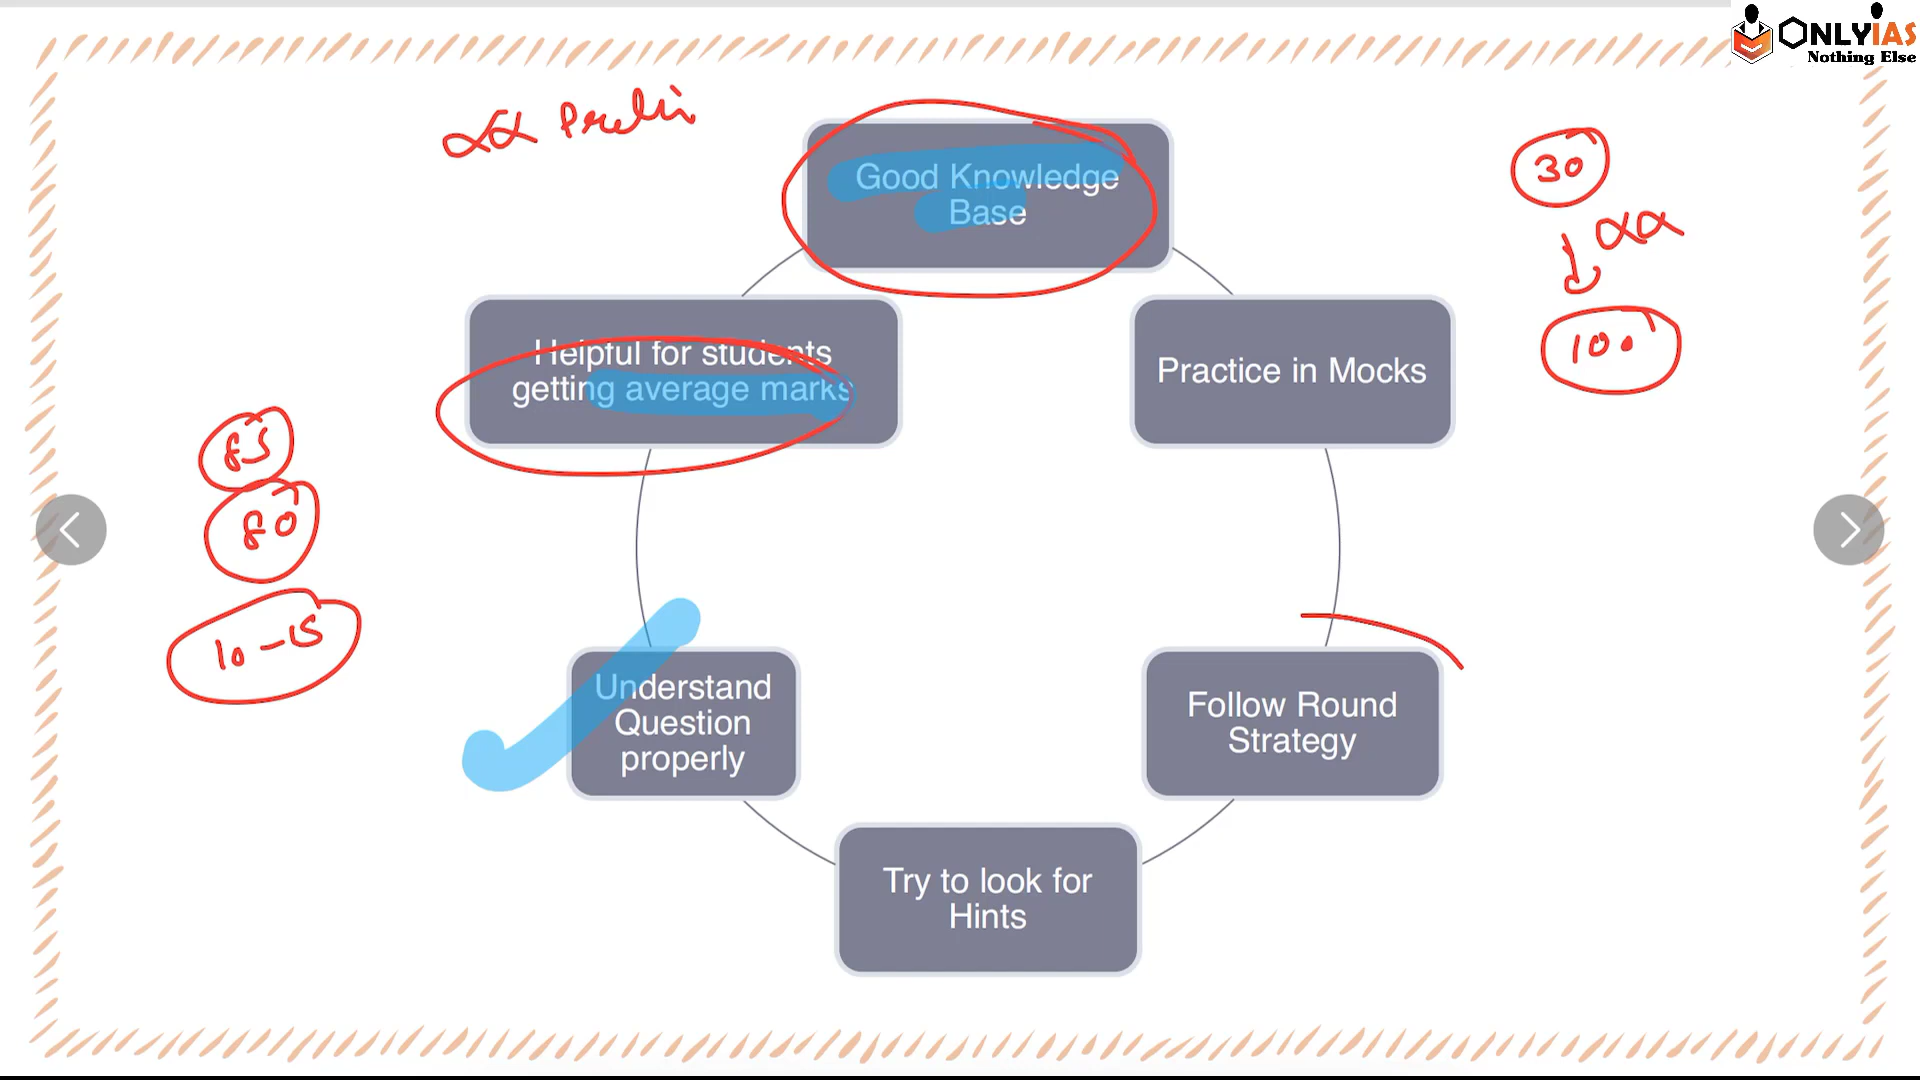 ONLYIAS
Nothing Else
Good Knowledge
Base
30
100
Helpful for students
getting average marks
Practice in Mocks
85
80
10-15
Understand
Question
properly
Follow Round
Strategy
Try to look for
Hints